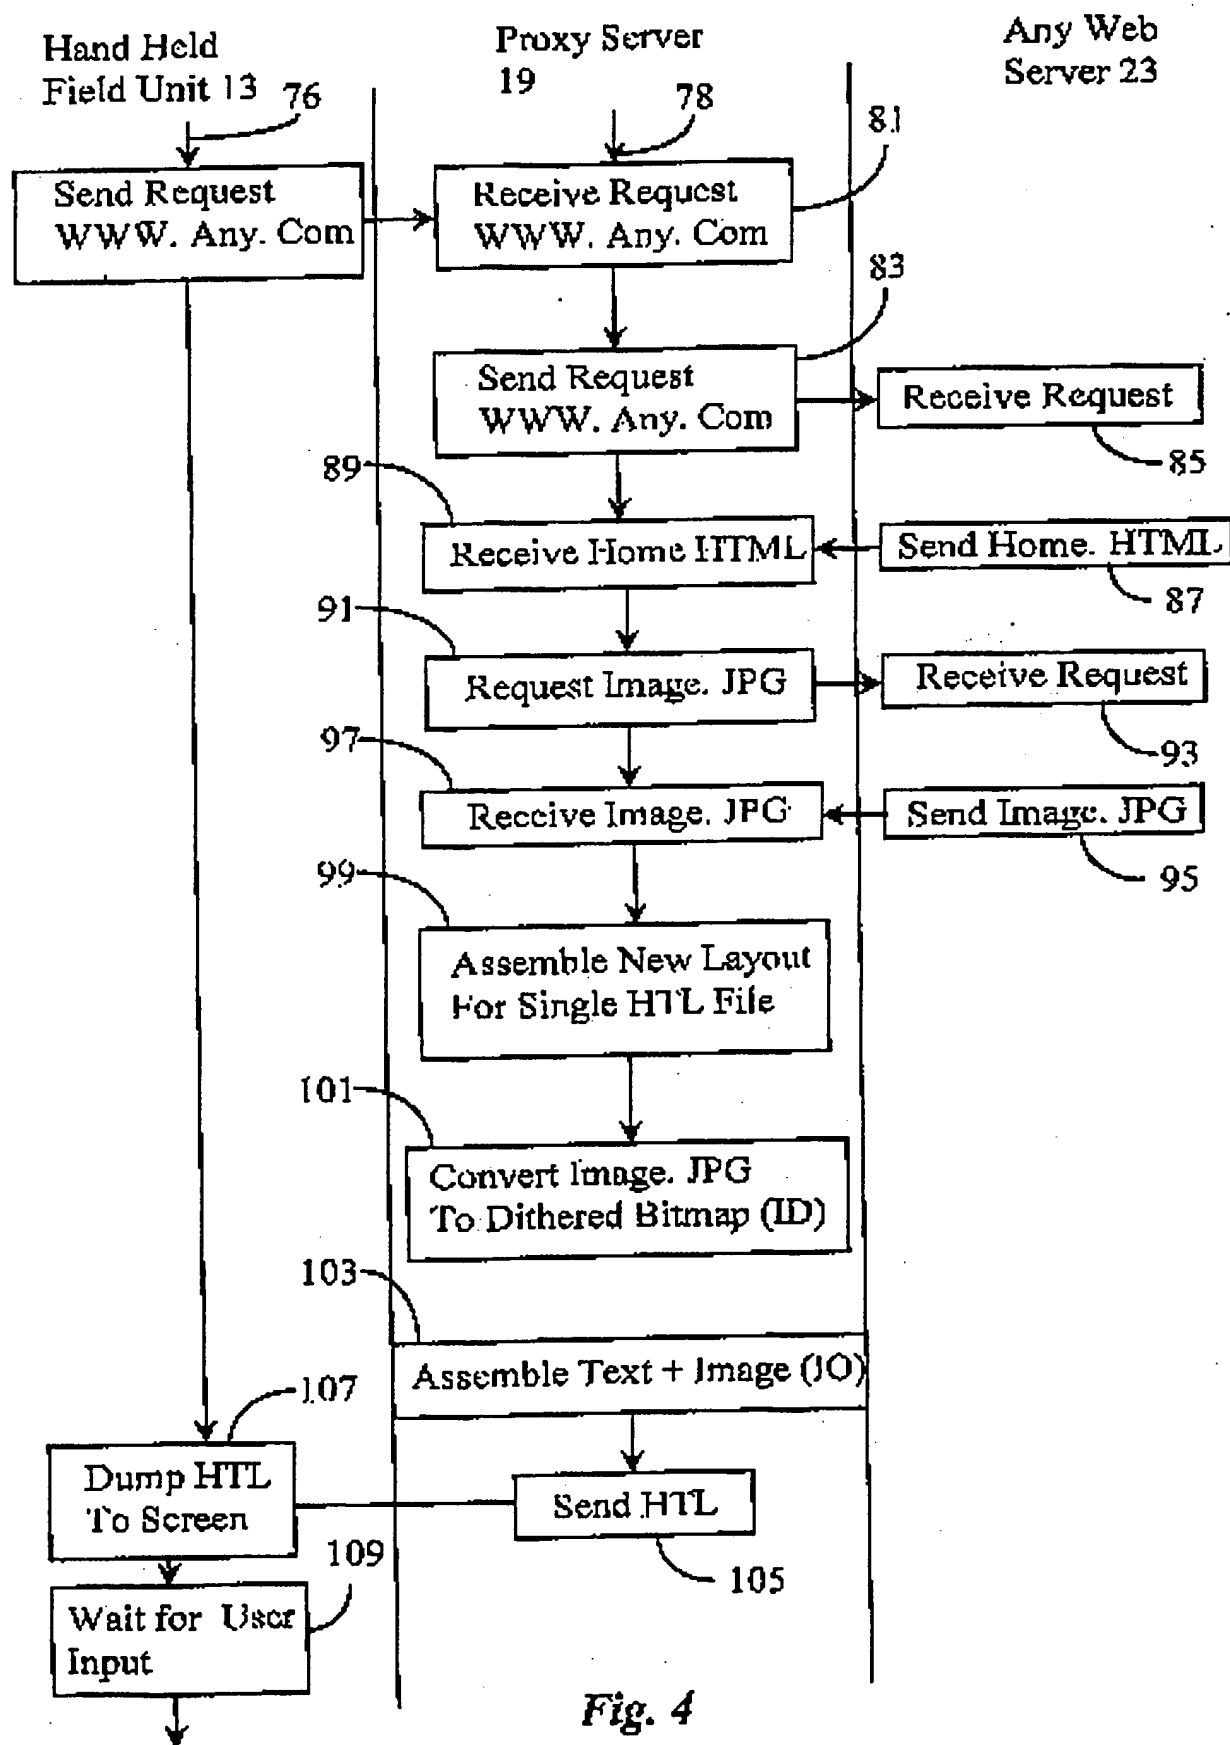 Hand Held
Field Unit 13
76
Proxy Server
19
78
Any Web
Server 23
81
Send Request
WWW. Any. Com
Receive Request
WWW. Any. Com
83
Send Request
WWW. Any. Com
Receive Request
85
89
Receive Home HTML
Send Home. HTML
87
91
Request Image. JPG
Receive Request
93
97
Receive Image. JPG
Send Image. JPG
95
99
Assemble New Layout
For Single HTL File
101
Convert Image. JPG
To Dithered Bitmap (ID)
103
Assemble Text + Image (JO)
107
Dump HTL
To Screen
Send HTL
105
109
Wait for User
Input
Fig. 4